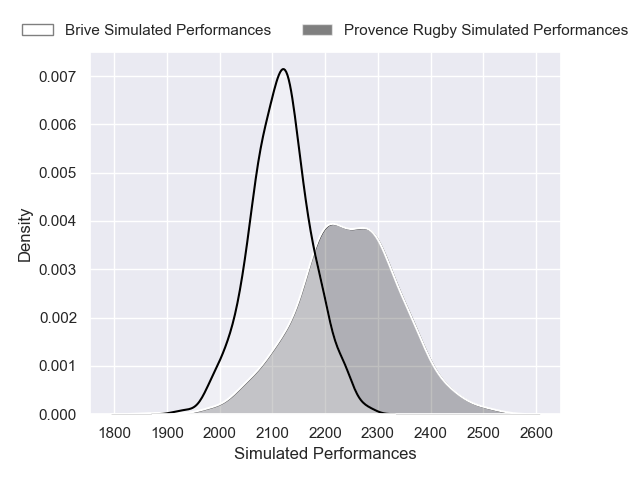 Brive Simulated Performances Provence Rugby Simulated Performances
0.007
0.006
0.005
0.004
0.003
0.002
0.001
0.000
Density
1800 1900 2000 2100 2200 2300 2400 2500 2600
Simulated Performances